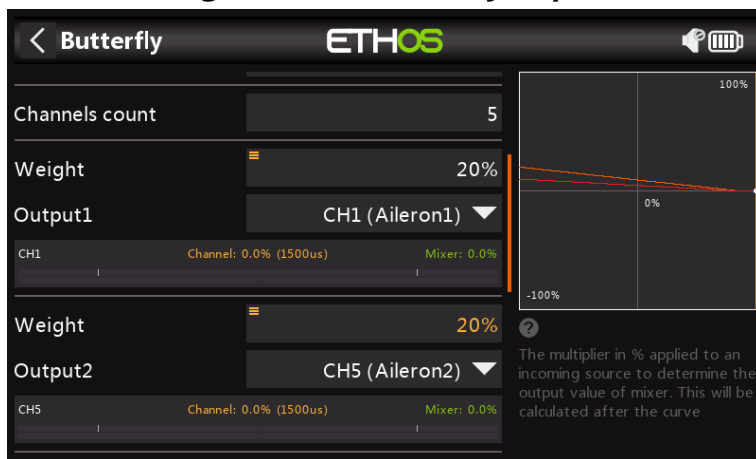 Butterfly
ETHOS
Channels count
5
Weight
20%
Output1
CH1 (Aileron1)
CH1
Channel: 0.0% (1500us)
Mixer: 0.0%
Weight
20%
Output2
CH5 (Aileron2)
CH5
Channel: 0.0% (1500us)
Mixer: 0.0%
100%
0%
-100%
?
The multiplier in % applied to an
incoming source to determine the
output value of mixer. This will be
calculated after the curve